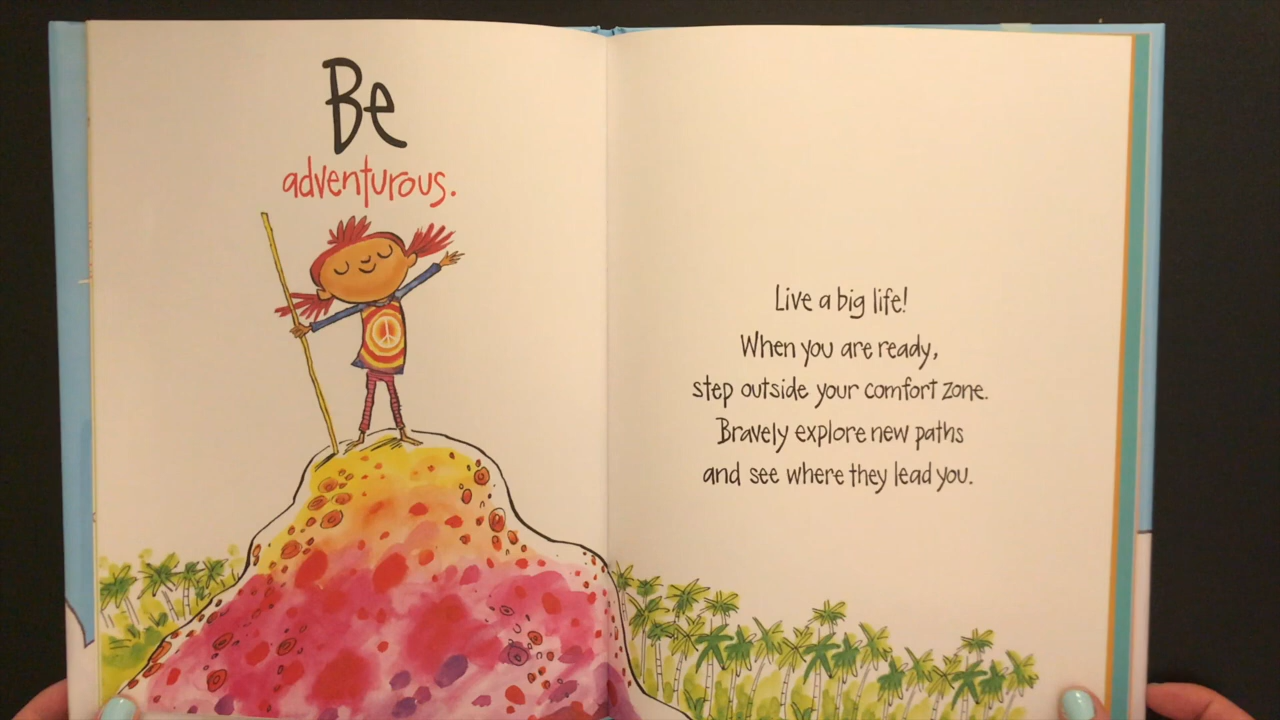 Be
adventurous.
Live a big life!
When you are ready,
step outside your comfort zone.
Bravely explore new paths
and see where they lead you.